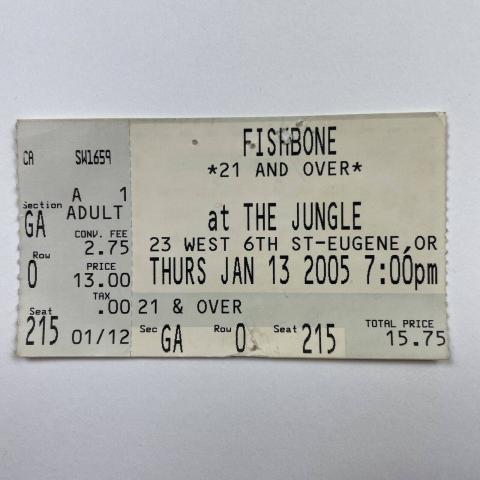 CA SW1659
A 1
Section
GA ADULT
CONV. FEE
2.75
Row
O
PRICE
13.00
TAX
.00
Seat
215 01/12
FISHBONE
*21 AND OVER*
at THE JUNGLE
23 WEST 6TH ST-EUGENE,OR
THURS JAN 13 2005 7:00pm
21 & OVER
Sec GA Row O Seat 215
TOTAL PRICE
15.75